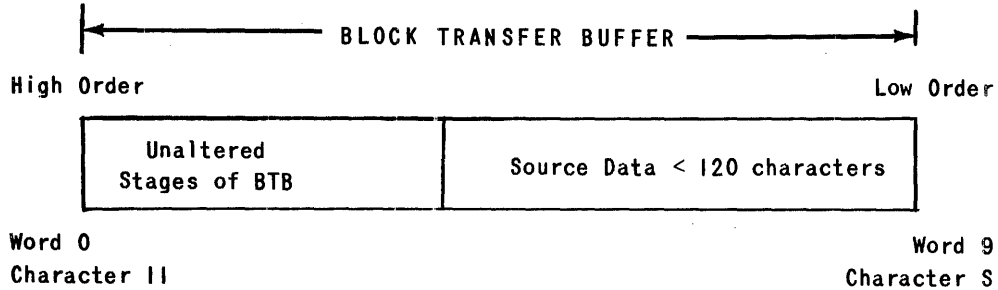 BLOCK TRANSFER BUFFER
High Order
Low Order
Unaltered
Stages of BTB
Source Data < 120 characters
Word 0
Word 9
Character 11
Character S